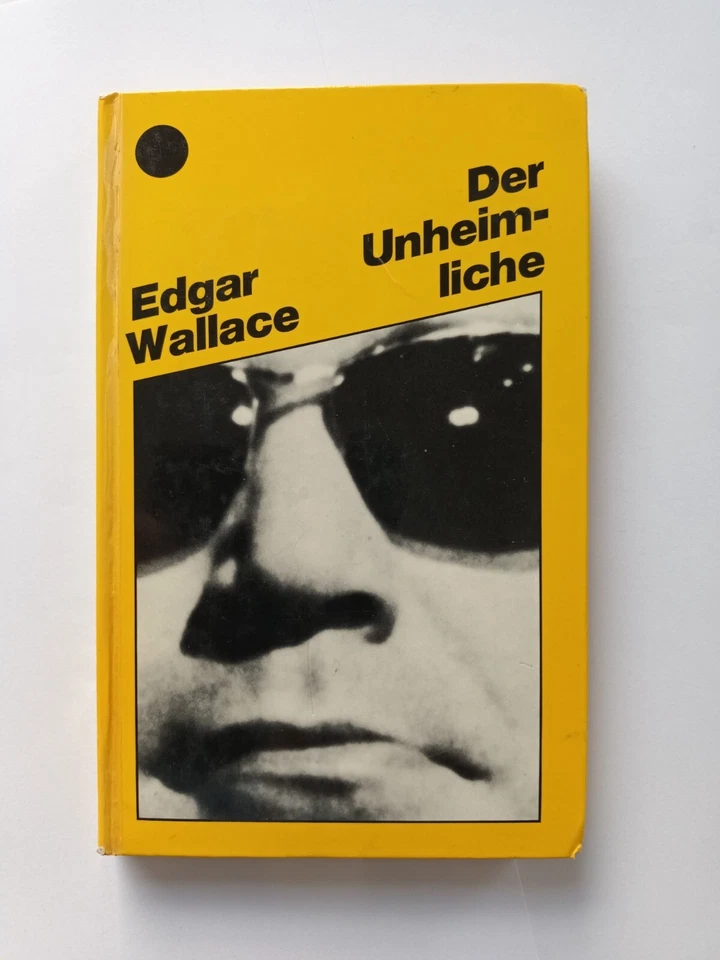 Edgar
Wallace
Der
Unheim-
liche